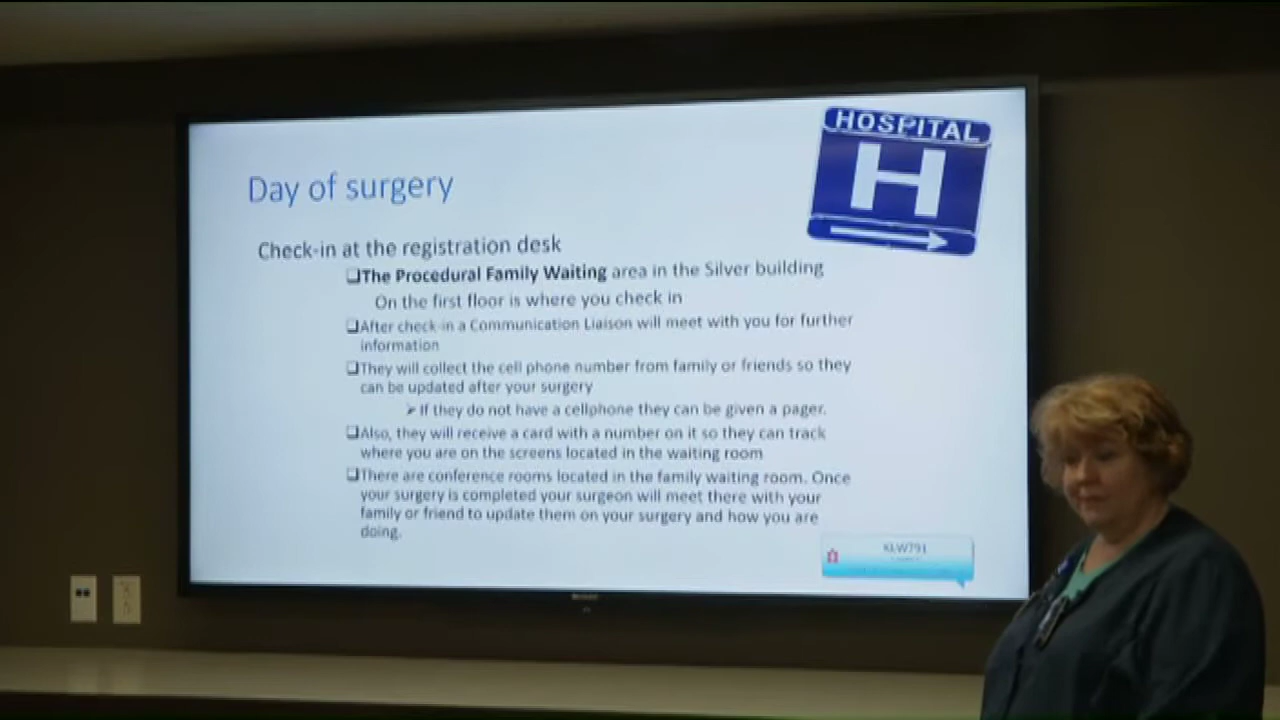 HOSPITAL
H
Day of surgery
Check-in at the registration desk
The Procedural Family Waiting area in the Silver building
On the first floor is where you check in
After check-in a Communication Liaison will meet with you for further
information
They will collect the cell phone number from family or friends so they
can be updated after your surgery
If they do not have a cellphone they can be given a pager.
Also, they will receive a card with a number on it so they can track
where you are on the screens located in the waiting room
There are conference rooms located in the family waiting room. Once
your surgery is completed your surgeon will meet there with your
family or friend to update them on your surgery and how you are
doing.
KLW791